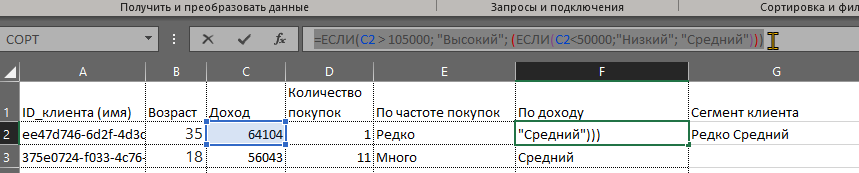 Получить и преобразовать данные Запросы и подключения Сортировка и фил
СОРТ =ЕСЛИ(C2 > 105000; "Высокий"; (ЕСЛИ(C2<50000;"Низкий"; "Средний")))
A B C D E F G
1 ID_клиента (имя) Возраст Доход Количество покупок По частоте покупок По доходу Сегмент клиента
2 ee47d746-6d2f-4d3c 35 64104 1 Редко "Средний"))) Редко Средний
3 375e0724-f033-4c76- 18 56043 11 Много Средний